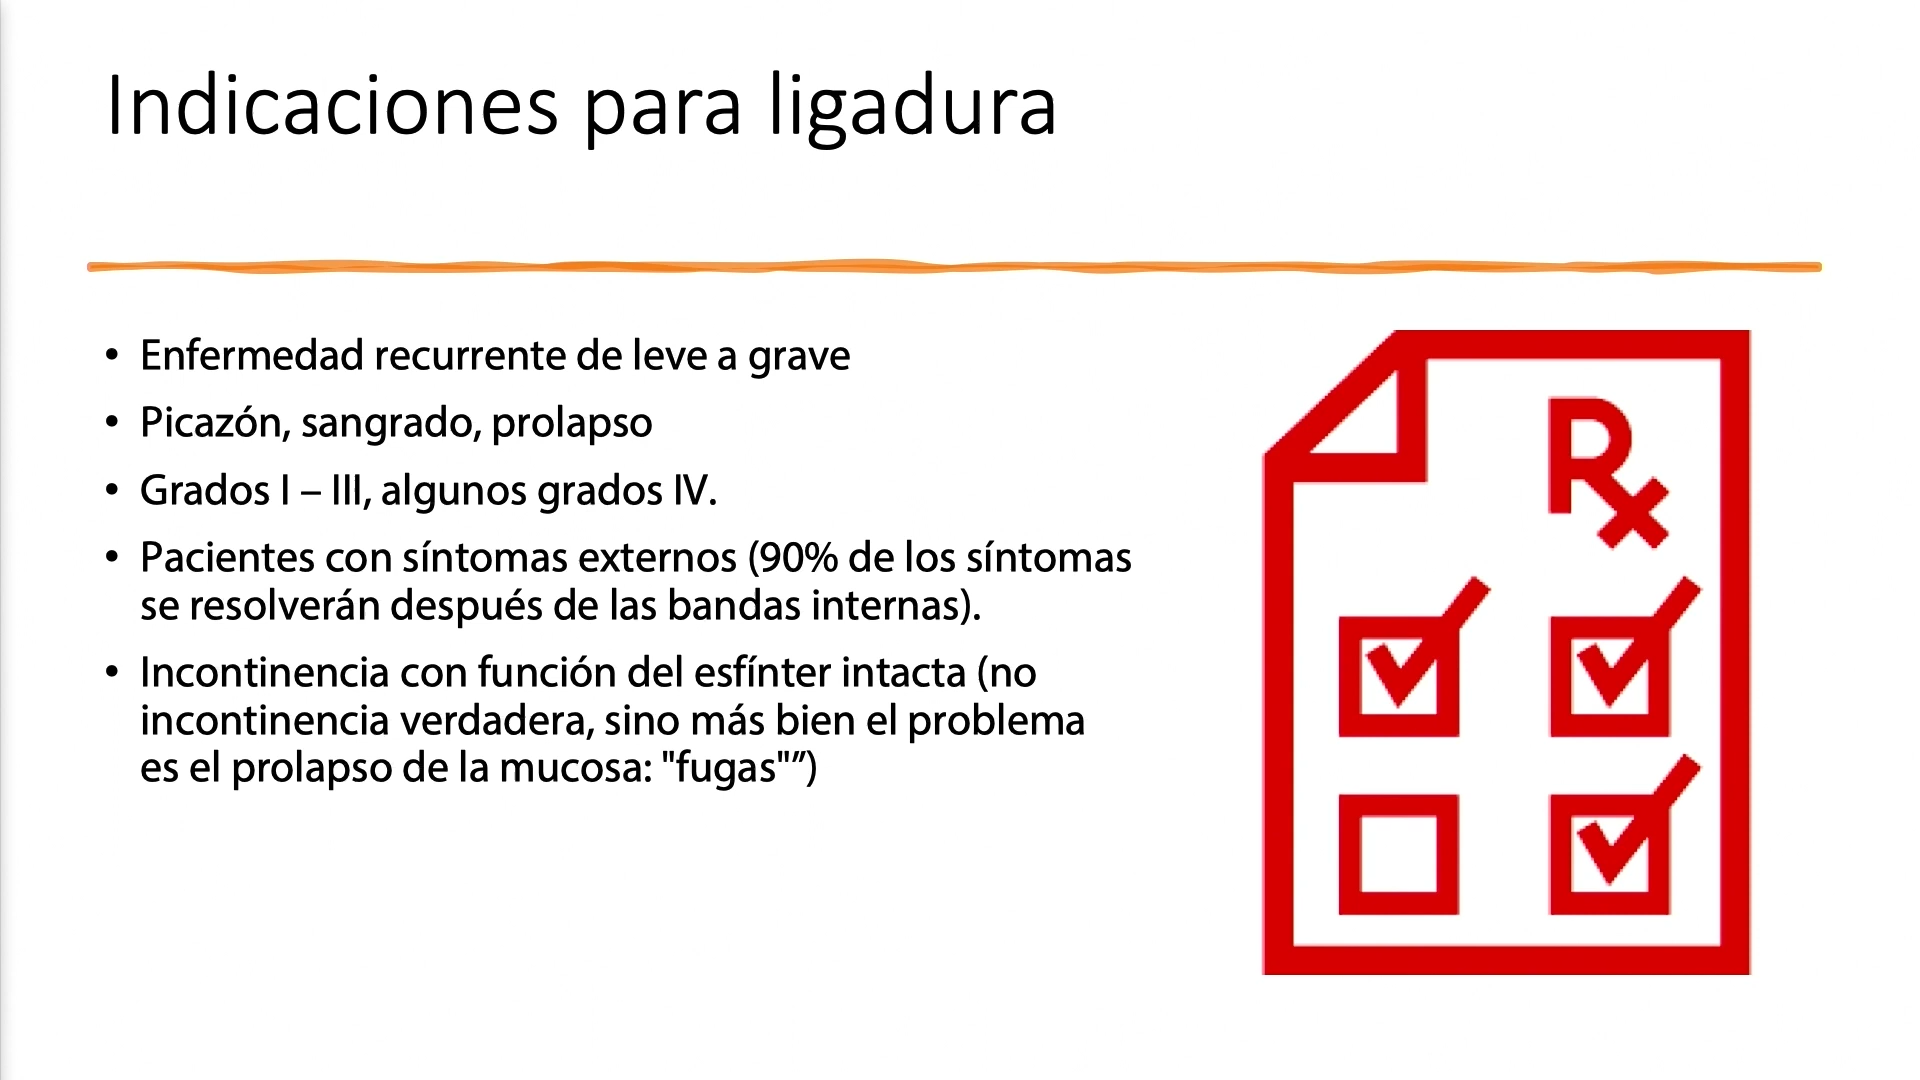 Indicaciones para ligadura
• Enfermedad recurrente de leve a grave
• Picazón, sangrado, prolapso
• Grados I – III, algunos grados IV.
• Pacientes con síntomas externos (90% de los síntomas
se resolverán después de las bandas internas).
• Incontinencia con función del esfínter intacta (no
incontinencia verdadera, sino más bien el problema
es el prolapso de la mucosa: "fugas"”)
Rx